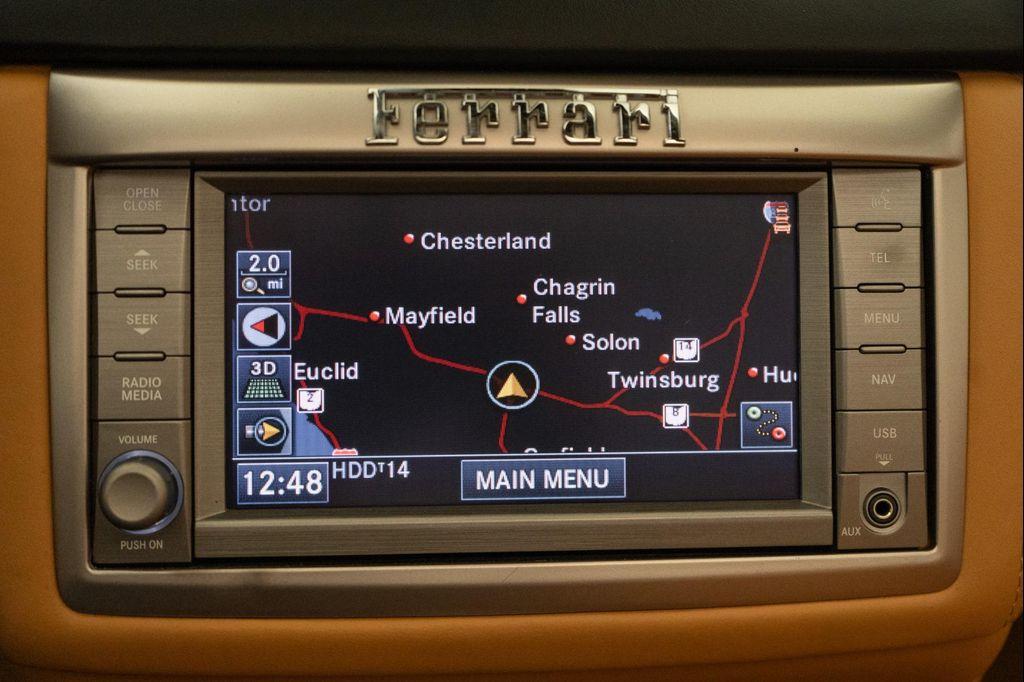 Ferrari
OPEN
CLOSE
SEEK
SEEK
RADIO
MEDIA
VOLUME
PUSH ON
ntor
2.0
mi
3D
Chesterland
Chagrin
Falls
Mayfield
Solon
14
Euclid
2
Twinsburg
8
12:48
HDD 14
MAIN MENU
TEL
MENU
NAV
USB
PULL
AUX